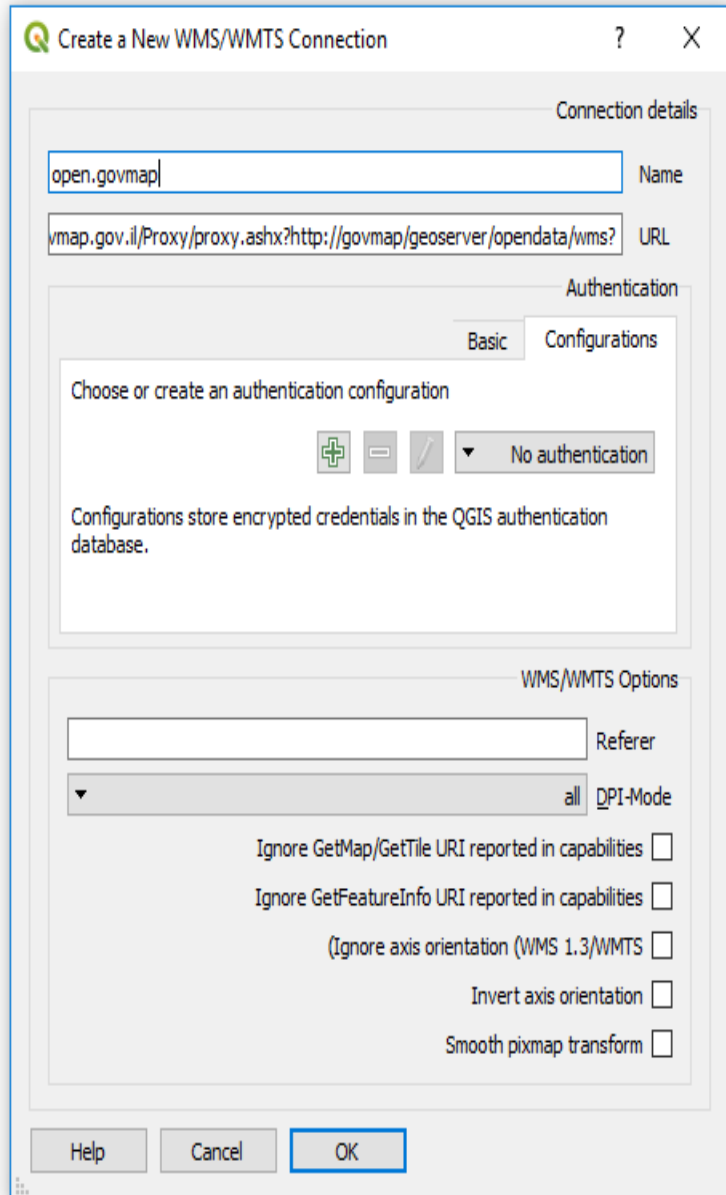 Create a New WMS/WMTS Connection ? X
Connection details
open.govmap Name
vmap.gov.il/Proxy/proxy.ashx?http://govmap/geoserver/opendata/wms? URL
Authentication
Basic Configurations
Choose or create an authentication configuration
No authentication
Configurations store encrypted credentials in the QGIS authentication
database.
WMS/WMTS Options
Referer
all DPI-Mode
Ignore GetMap/GetTile URI reported in capabilities
Ignore GetFeatureInfo URI reported in capabilities
(Ignore axis orientation (WMS 1.3/WMTS
Invert axis orientation
Smooth pixmap transform
Help Cancel OK